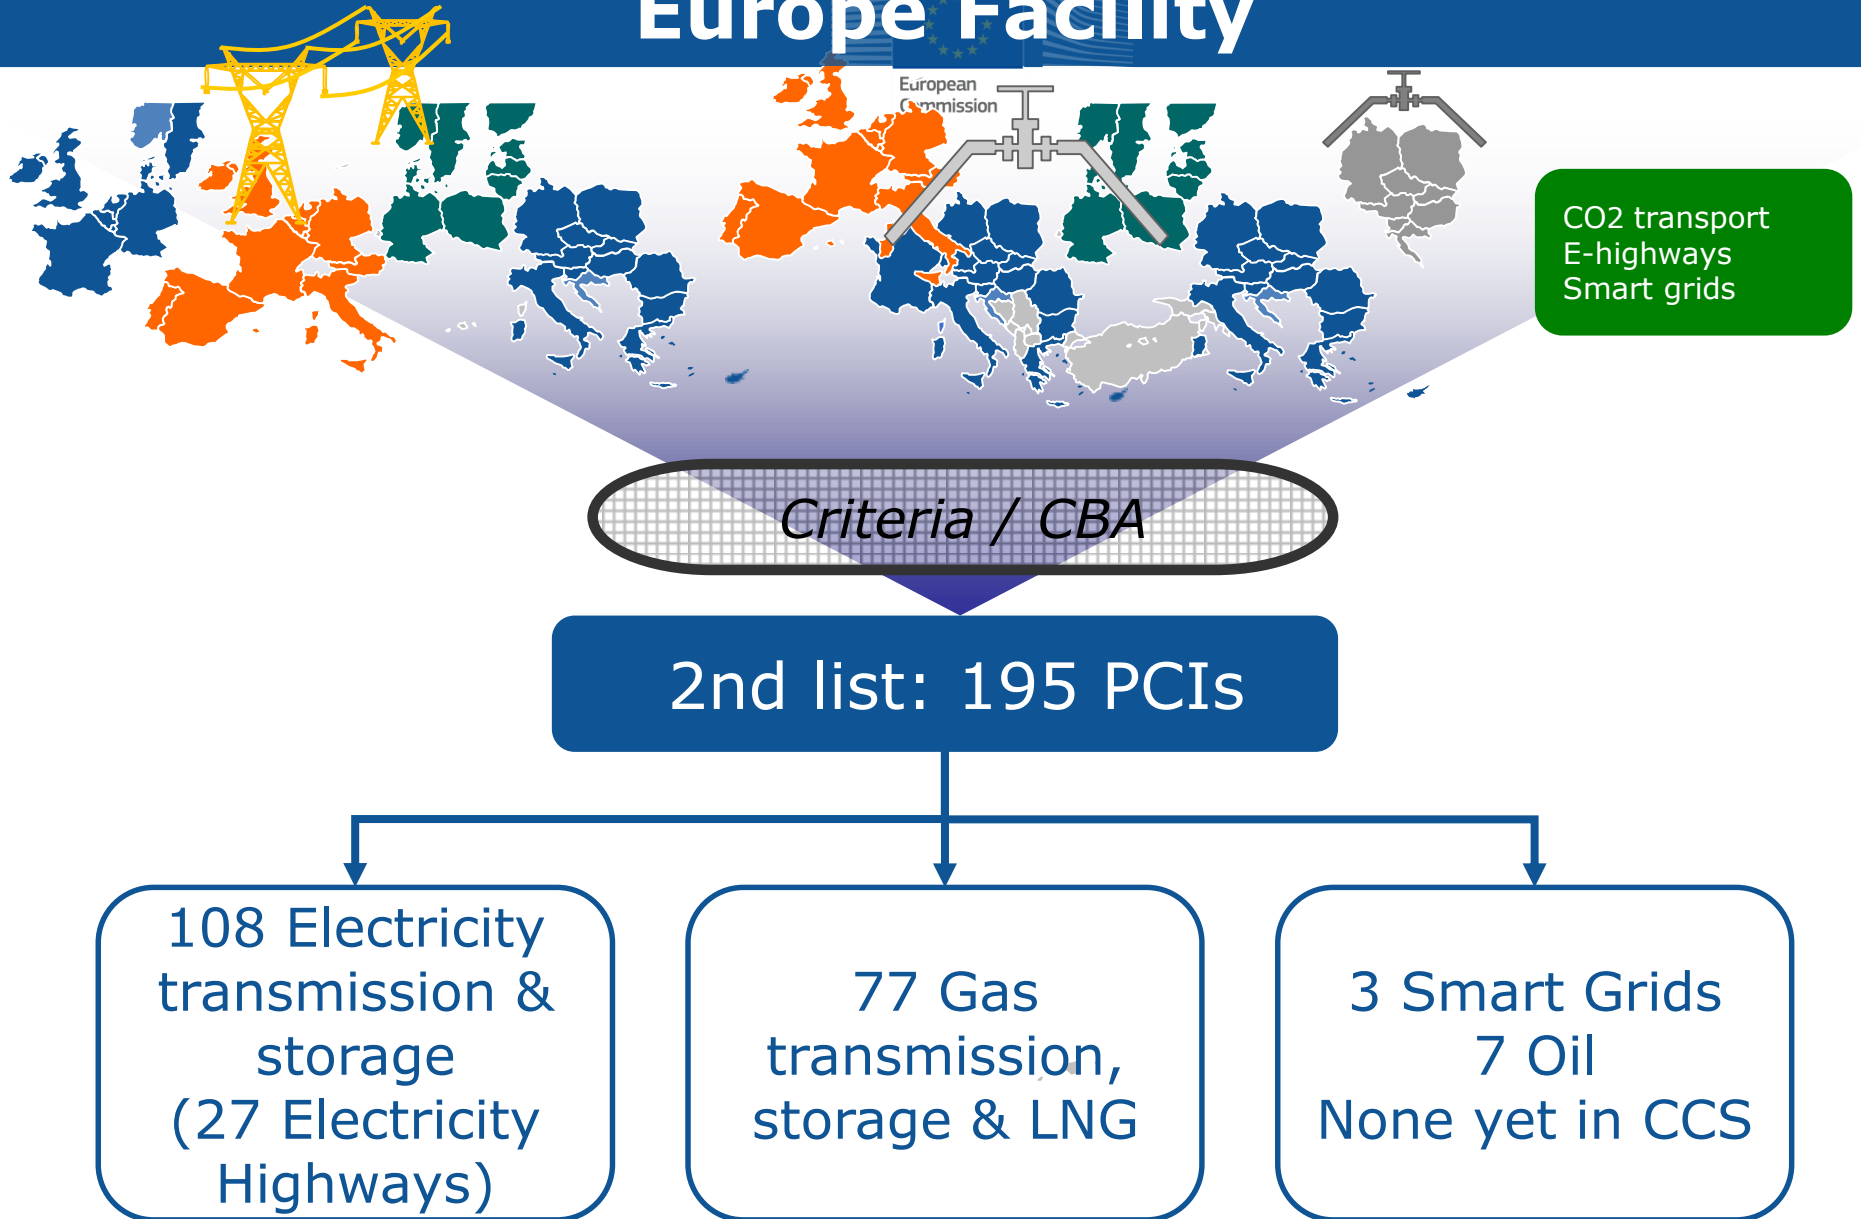 Europe Facility
European
Commission
CO2 transport
E-highways
Smart grids
Criteria / CBA
2nd list: 195 PCIs
108 Electricity
transmission &
storage
(27 Electricity
Highways)
77 Gas
transmission,
storage & LNG
3 Smart Grids
7 Oil
None yet in CCS